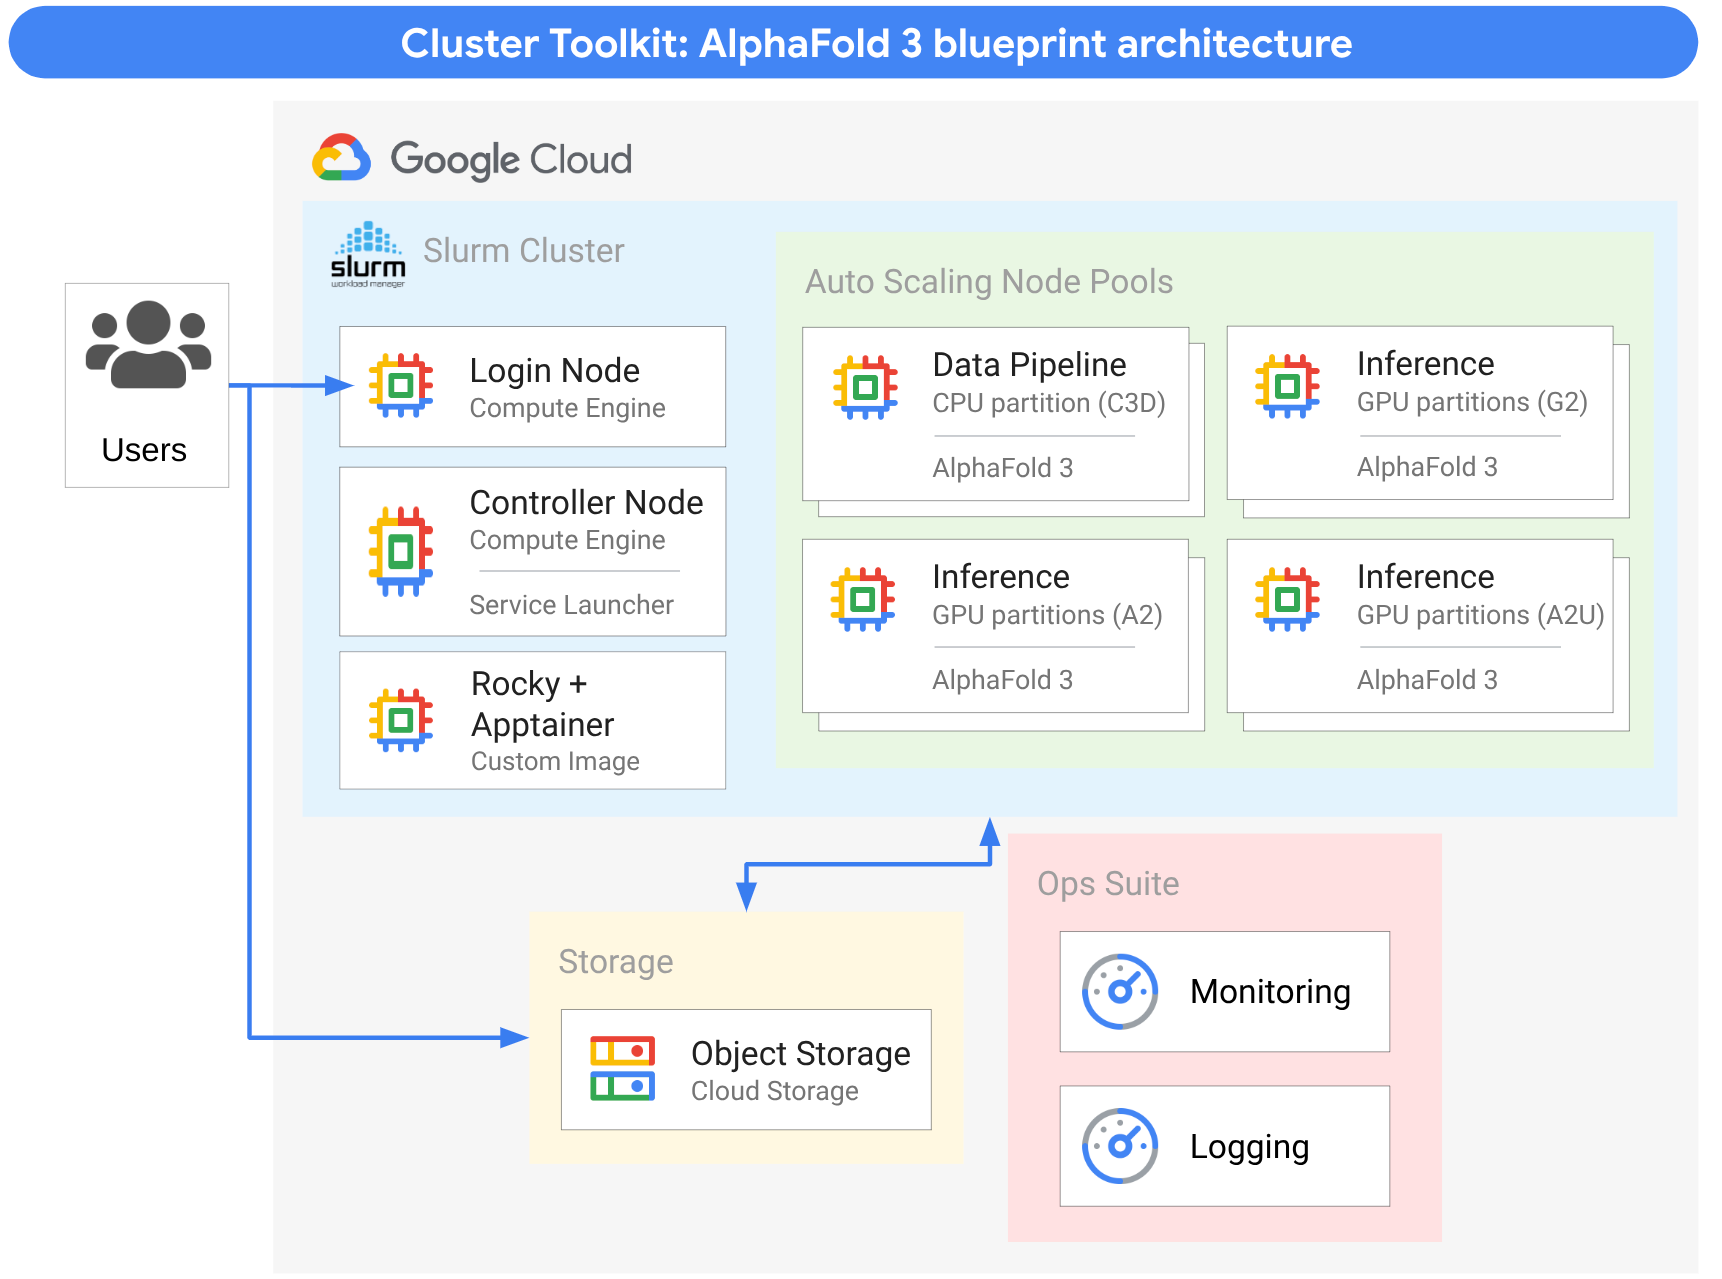 Cluster Toolkit: AlphaFold 3 blueprint architecture
Google Cloud
slurm
workload manager
Slurm Cluster
Users
Login Node
Compute Engine
Controller Node
Compute Engine
Service Launcher
Rocky +
Apptainer
Custom Image
Auto Scaling Node Pools
Data Pipeline
CPU partition (C3D)
AlphaFold 3
Inference
GPU partitions (G2)
AlphaFold 3
Inference
GPU partitions (A2)
AlphaFold 3
Inference
GPU partitions (A2U)
AlphaFold 3
Storage
Object Storage
Cloud Storage
Ops Suite
Monitoring
Logging